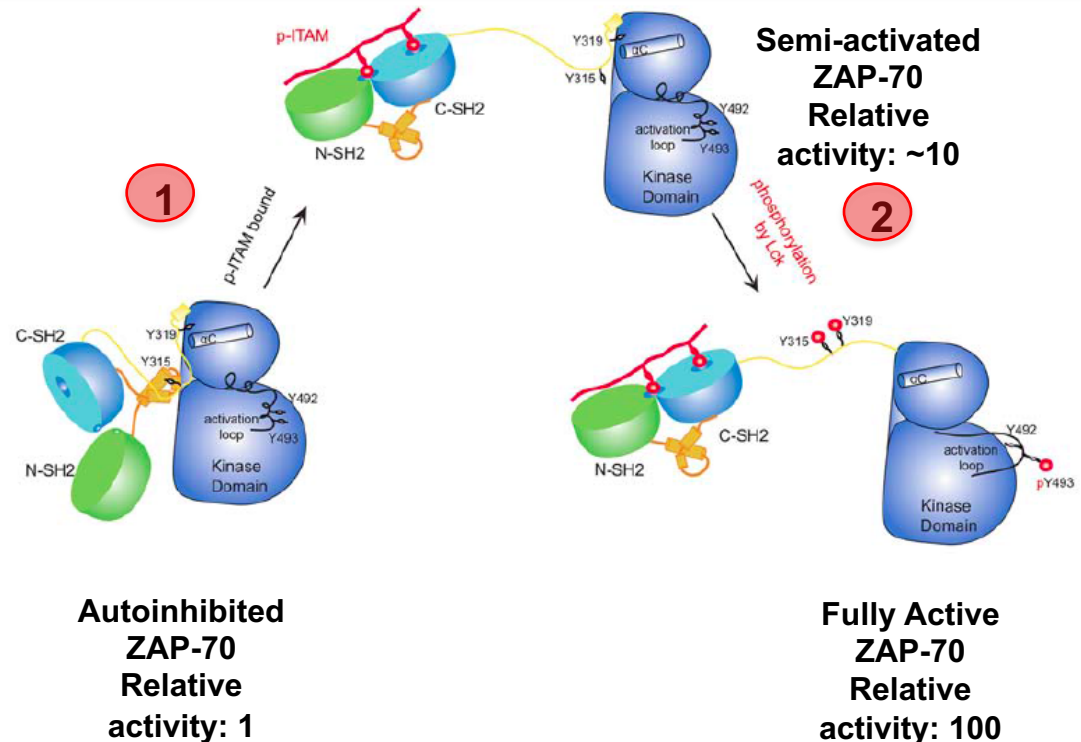 p-ITAM
C-SH2
N-SH2
Y319
Y315
αC
Y492
activation
loop
Y493
Kinase
Domain
Semi-activated
ZAP-70
Relative
activity: ~10
1
p-ITAM bound
2
phosphorylation
by Lck
C-SH2
N-SH2
Y319
Y315
αC
Y492
activation
loop
Y493
Kinase
Domain
C-SH2
N-SH2
Y315
Y319
αC
Y492
activation
loop
pY493
Kinase
Domain
Autoinhibited
ZAP-70
Relative
activity: 1
Fully Active
ZAP-70
Relative
activity: 100